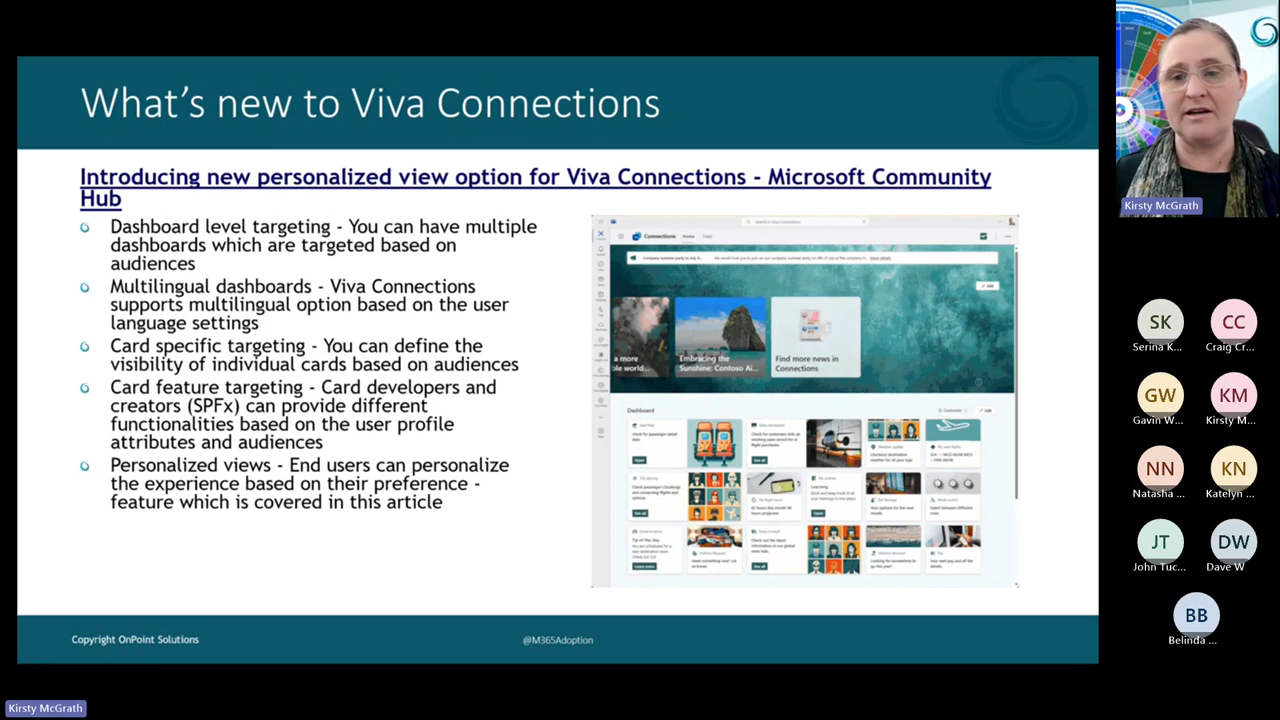 What's new to Viva Connections
Introducing new personalized view option for Viva Connections - Microsoft Community
Hub
Dashboard level targeting - You can have multiple
dashboards which are targeted based on
audiences
Multilingual dashboards - Viva Connections
supports multilingual option based on the user
language settings
Card specific targeting - You can define the
visibility of individual cards based on audiences
Card feature targeting - Card developers and
creators (SPFx) can provide different
functionalities based on the user profile
attributes and audiences
Personalized views - End users can personalize
the experience based on their preference -
feature which is covered in this article
Connections
Home
Feed
a more
Embracing the
Sunshine: Contoso Ai...
Find more news in
Connections
Dashboard
Copyright OnPoint Solutions
@M365Adoption
Kirsty McGrath
SK
Serina K...
CC
Craig Cr...
GW
Gavin W...
KM
Kirsty M...
NN
Natasha ...
KN
Katelyn ...
JT
John Tuc...
DW
Dave W
BB
Belinda ...
Kirsty McGrath